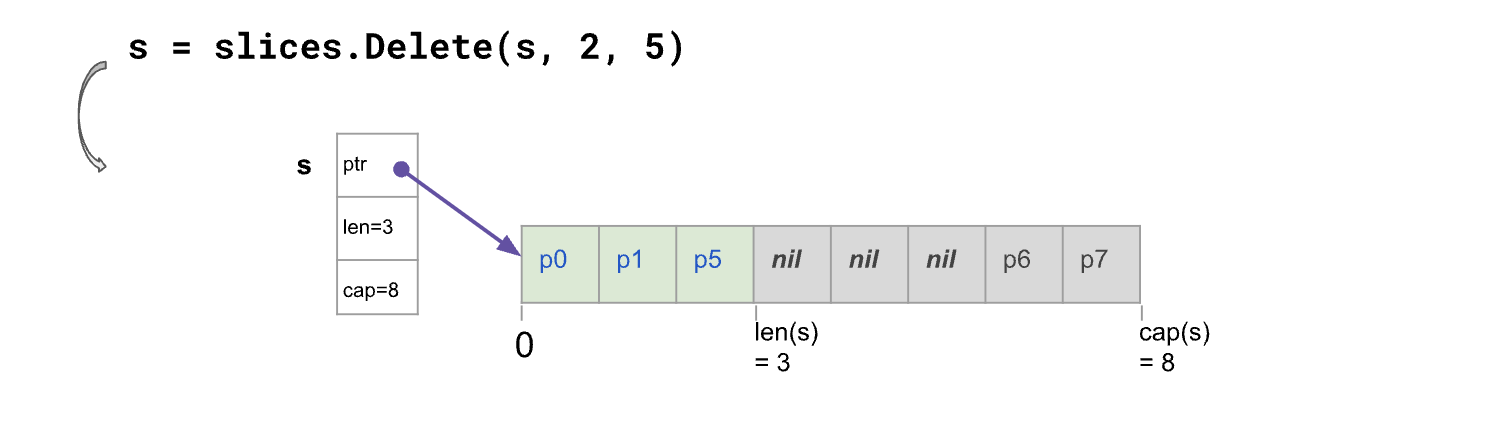 s = slices.Delete(s, 2, 5)
s
ptr
len=3
cap=8
p0 p1 p5 nil nil nil p6 p7
0
len(s)
= 3
cap(s)
= 8